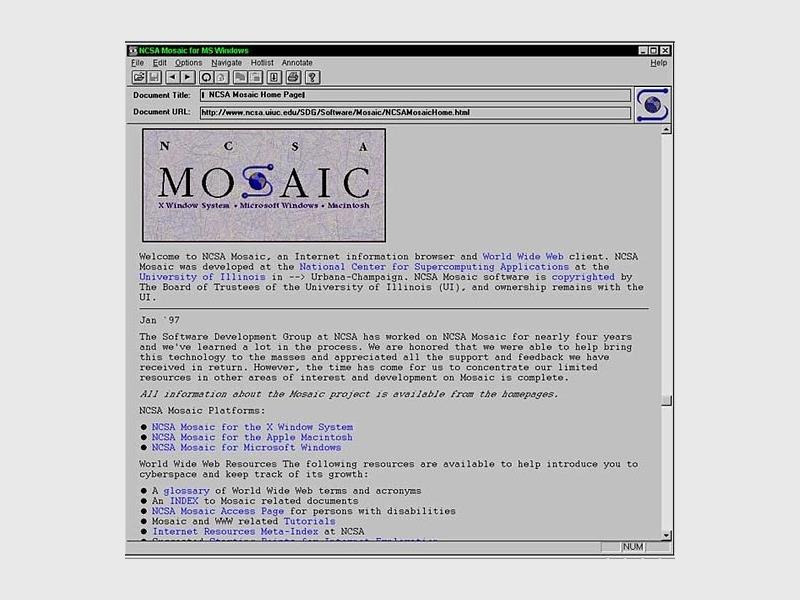 NCSA Mosaic for MS Windows
File Edit Options Navigate Hotlist Annotate Help
Document Title: NCSA Mosaic Home Page
Document URL: http://www.ncsa.uiuc.edu/SDG/Software/Mosaic/NCSAMosaicHome.html
N C S A
MOSAIC
X Window System • Microsoft Windows • Macintosh
Welcome to NCSA Mosaic, an Internet information browser and World Wide Web client. NCSA
Mosaic was developed at the National Center for Supercomputing Applications at the
University of Illinois in --> Urbana-Champaign. NCSA Mosaic software is copyrighted by
The Board of Trustees of the University of Illinois (UI), and ownership remains with the
UI.
Jan `97
The Software Development Group at NCSA has worked on NCSA Mosaic for nearly four years
and we've learned a lot in the process. We are honored that we were able to help bring
this technology to the masses and appreciated all the support and feedback we have
received in return. However, the time has come for us to concentrate our limited
resources in other areas of interest and development on Mosaic is complete.
All information about the Mosaic project is available from the homepages.
NCSA Mosaic Platforms:
● NCSA Mosaic for the X Window System
● NCSA Mosaic for the Apple Macintosh
● NCSA Mosaic for Microsoft Windows
World Wide Web Resources The following resources are available to help introduce you to
cyberspace and keep track of its growth:
● A glossary of World Wide Web terms and acronyms
● An INDEX to Mosaic related documents
● NCSA Mosaic Access Page for persons with disabilities
● Mosaic and WWW related Tutorials
● Internet Resources Meta-Index at NCSA
NUM